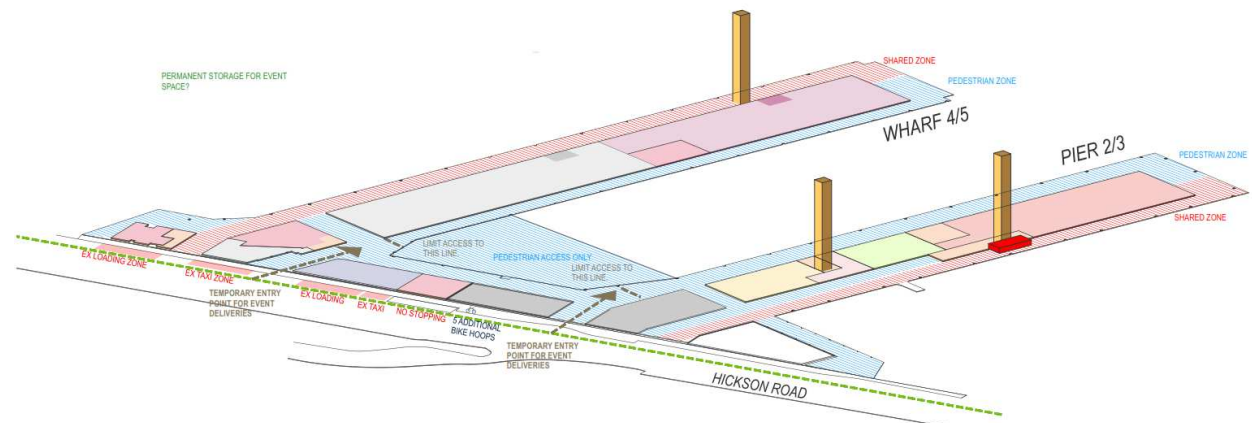 PERMANENT STORAGE FOR EVENT
SPACE?
SHARED ZONE
PEDESTRIAN ZONE
WHARF 4/5
PIER 2/3
PEDESTRIAN ZONE
SHARED ZONE
LIMIT ACCESS TO
THIS LINE.
PEDESTRIAN ACCESS ONLY
LIMIT ACCESS TO
THIS LINE.
EX LOADING ZONE
EX TAXI ZONE
TEMPORARY ENTRY
POINT FOR EVENT
DELIVERIES
EX LOADING
EX TAXI
NO STOPPING
5 ADDITIONAL
BIKE HOOPS
TEMPORARY ENTRY
POINT FOR EVENT
DELIVERIES
HICKSON ROAD